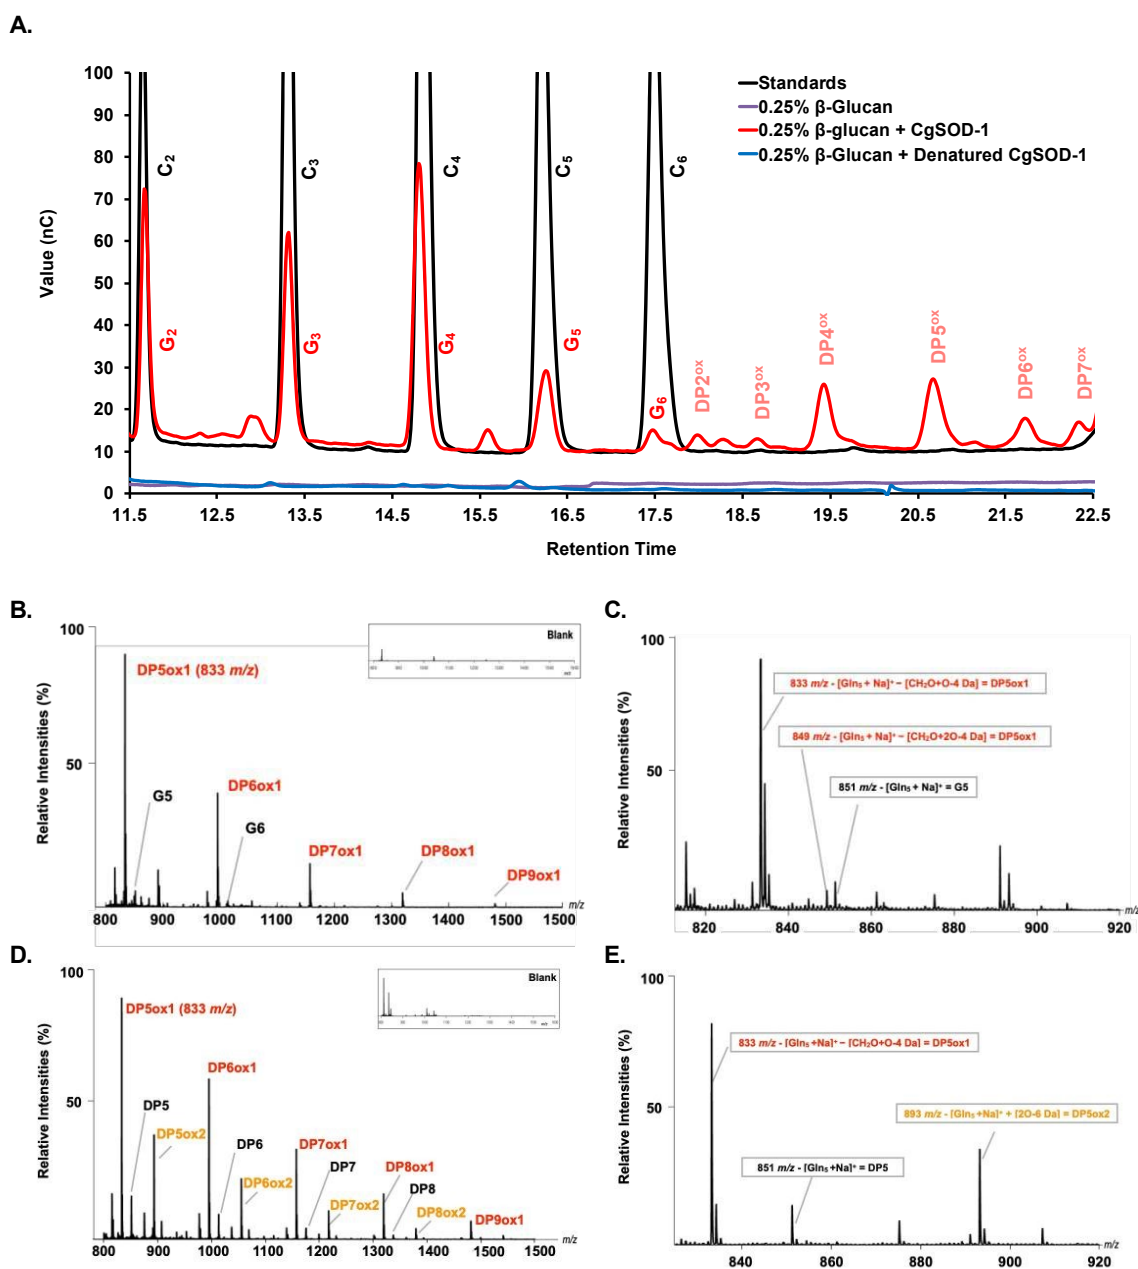 A.
Standards
0.25% β-Glucan
0.25% β-glucan + CgSOD-1
0.25% β-Glucan + Denatured CgSOD-1
Value (nC)
100
90
80
70
60
50
40
30
20
10
0
C2
C3
C4
C5
C6
G2
G3
G4
G5
G6
DP2ox
DP3ox
DP4ox
DP5ox
DP6ox
DP7ox
11.5 12.5 13.5 14.5 15.5 16.5 17.5 18.5 19.5 20.5 21.5 22.5
Retention Time
B.
Relative Intensities (%)
100
50
Blank
DP5ox1 (833 m/z)
G5
DP6ox1
G6
DP7ox1
DP8ox1
DP9ox1
800 900 1000 1100 1200 1300 1400 1500 1500 m/z
C.
Relative Intensities (%)
100
50
833 m/z - [Gln5 + Na]+ – [CH2O+O-4 Da] = DP5ox1
849 m/z - [Gln5 + Na]+ – [CH2O+2O-4 Da] = DP5ox1
851 m/z - [Gln5 + Na]+ = G5
820 840 860 880 900 920 m/z
D.
Relative Intensities (%)
100
50
Blank
DP5ox1 (833 m/z)
DP6ox1
DP5
DP5ox2
DP6
DP6ox2
DP7ox1
DP7
DP7ox2
DP8ox1
DP8
DP8ox2
DP9ox1
800 900 1000 1100 1200 1300 1400 1500 m/z
E.
Relative Intensities (%)
100
50
833 m/z - [Gln5 +Na]+ – [CH2O+O-4 Da] = DP5ox1
893 m/z - [Gln5 +Na]+ + [2O-6 Da] = DP5ox2
851 m/z - [Gln5 +Na]+ = DP5
840 860 880 900 920 m/z